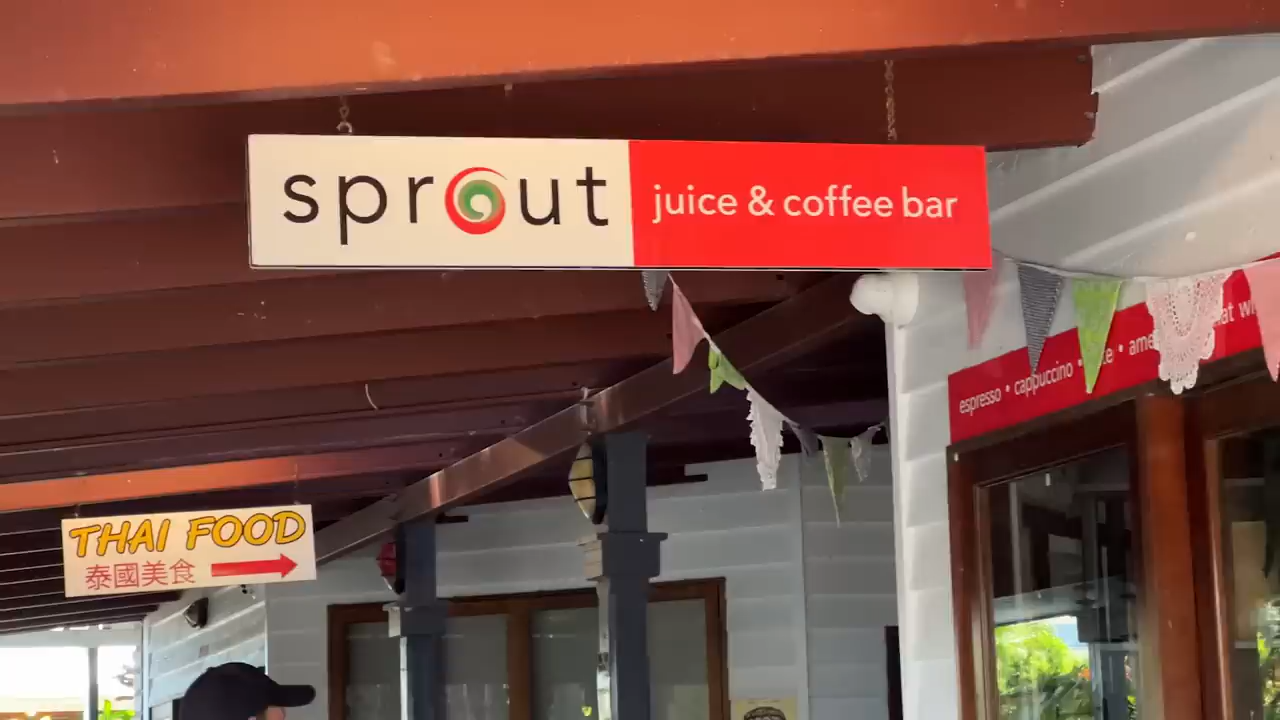 sprout juice & coffee bar
espresso • cappuccino •
THAI FOOD
泰國美食